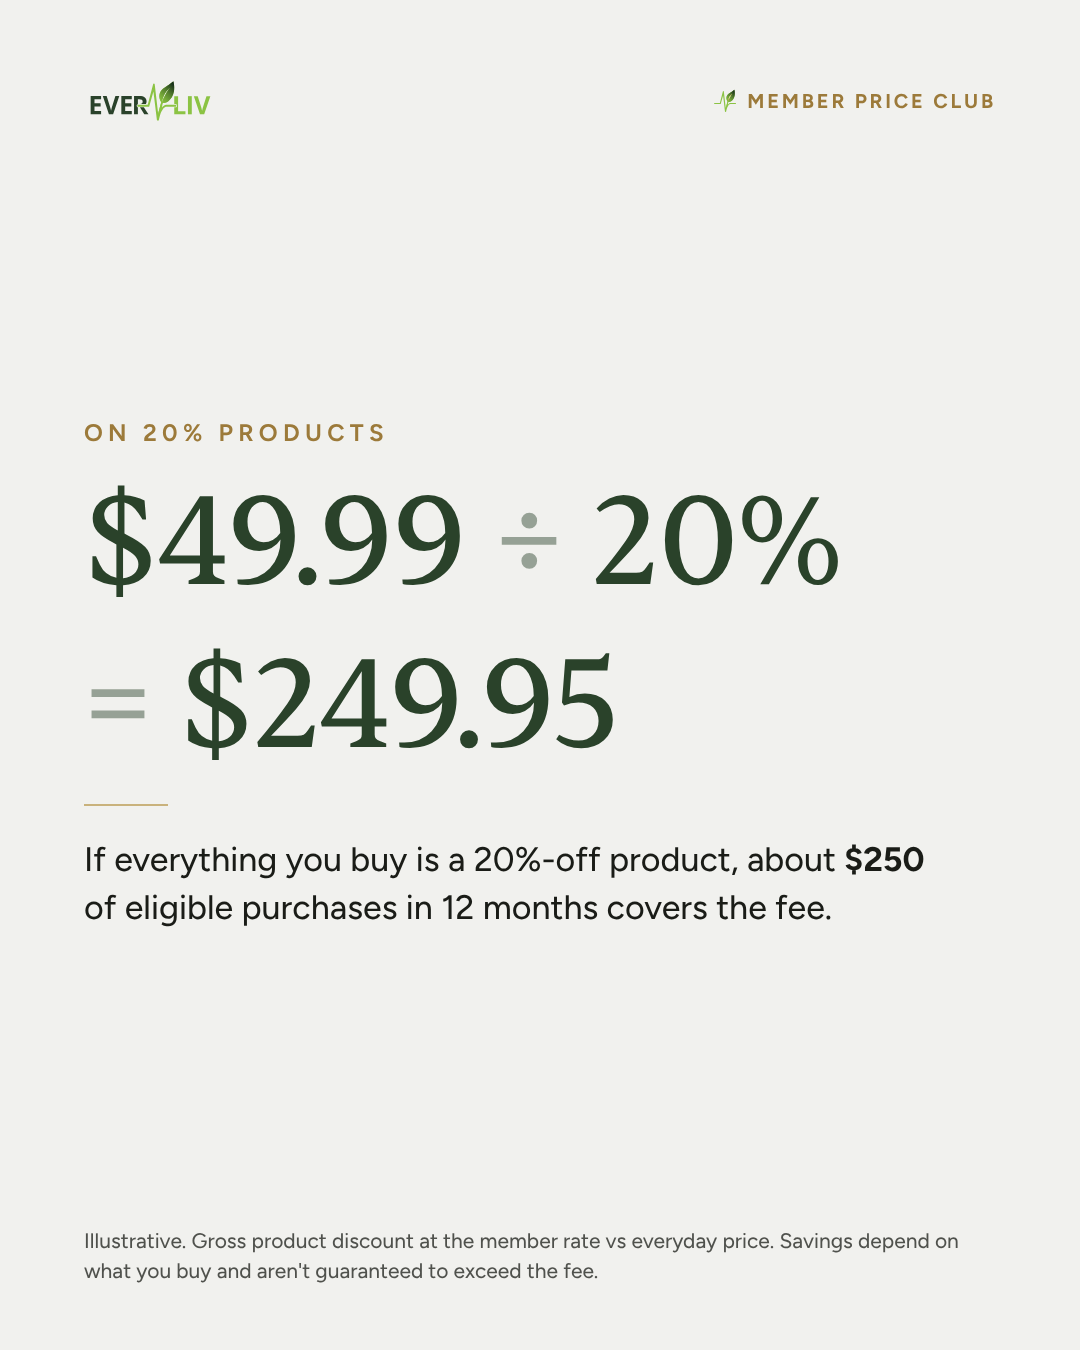 EVERLIV
MEMBER PRICE CLUB
ON 20% PRODUCTS
$49.99 ÷ 20%
= $249.95
If everything you buy is a 20%-off product, about $250
of eligible purchases in 12 months covers the fee.
Illustrative. Gross product discount at the member rate vs everyday price. Savings depend on
what you buy and aren't guaranteed to exceed the fee.